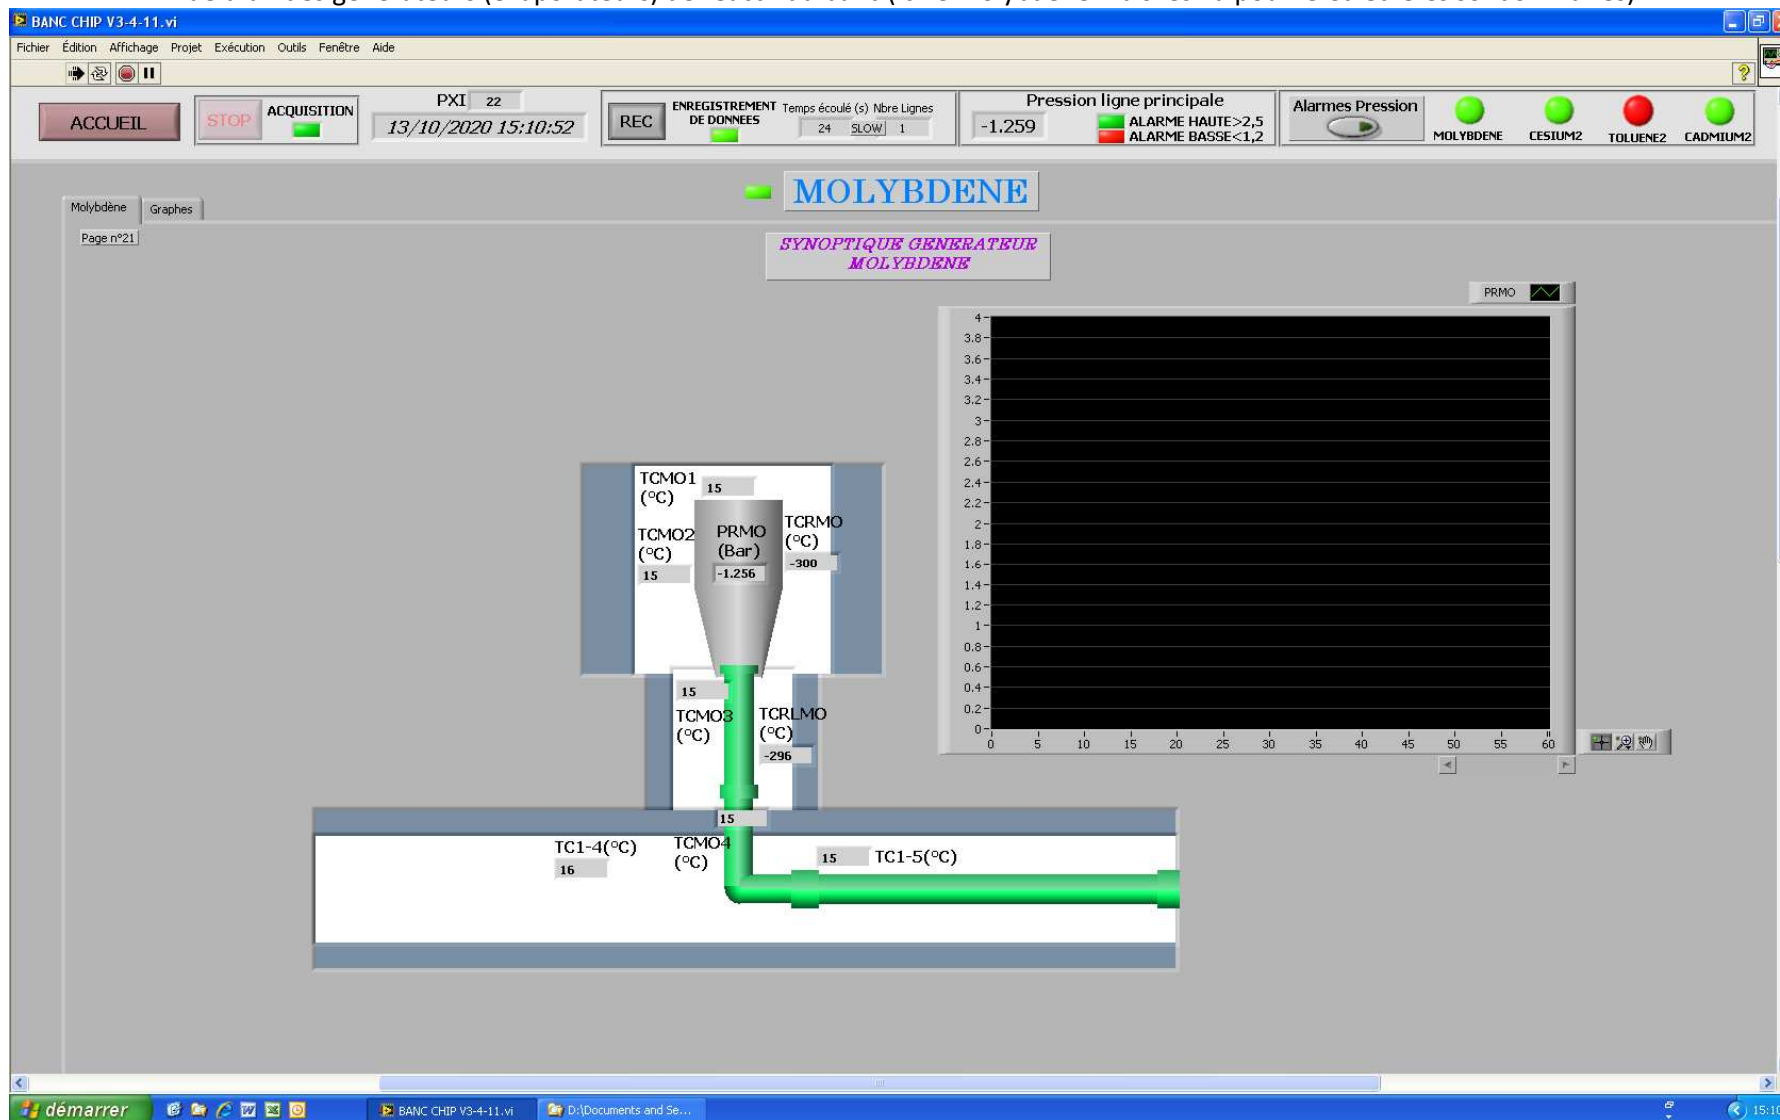 BANC CHIP V3-4-11.vi
Fichier Édition Affichage Projet Exécution Outils Fenêtre Aide
ACCUEIL
STOP
ACQUISITION
PXI 22
13/10/2020 15:10:52
REC
ENREGISTREMENT
DE DONNEES
Temps écoulé (s) Nbre Lignes
24 SLOW 1
Pression ligne principale
-1.259
ALARME HAUTE>2,5
ALARME BASSE<1,2
Alarmes Pression
MOLYBDENE CESIUM2 TOLUENE2 CADMIUM2
MOLYBDENE
Molybdène Graphes
Page n°21
SYNOPTIQUE GENERATEUR
MOLYBDENE
PRMO
4
3.8
3.6
3.4
3.2
3
2.8
2.6
2.4
2.2
2
1.8
1.6
1.4
1.2
1
0.8
0.6
0.4
0.2
0
0 5 10 15 20 25 30 35 40 45 50 55 60
TCMO1
(°C)
15
TCMO2
(°C)
15
PRMO
(Bar)
-1.256
TCRMO
(°C)
-300
15
TCMO3
(°C)
TCRLMO
(°C)
-296
15
TCMO4
(°C)
TC1-4(°C)
16
15 TC1-5(°C)
démarrer
BANC CHIP V3-4-11.vi
D:\Documents and Se...